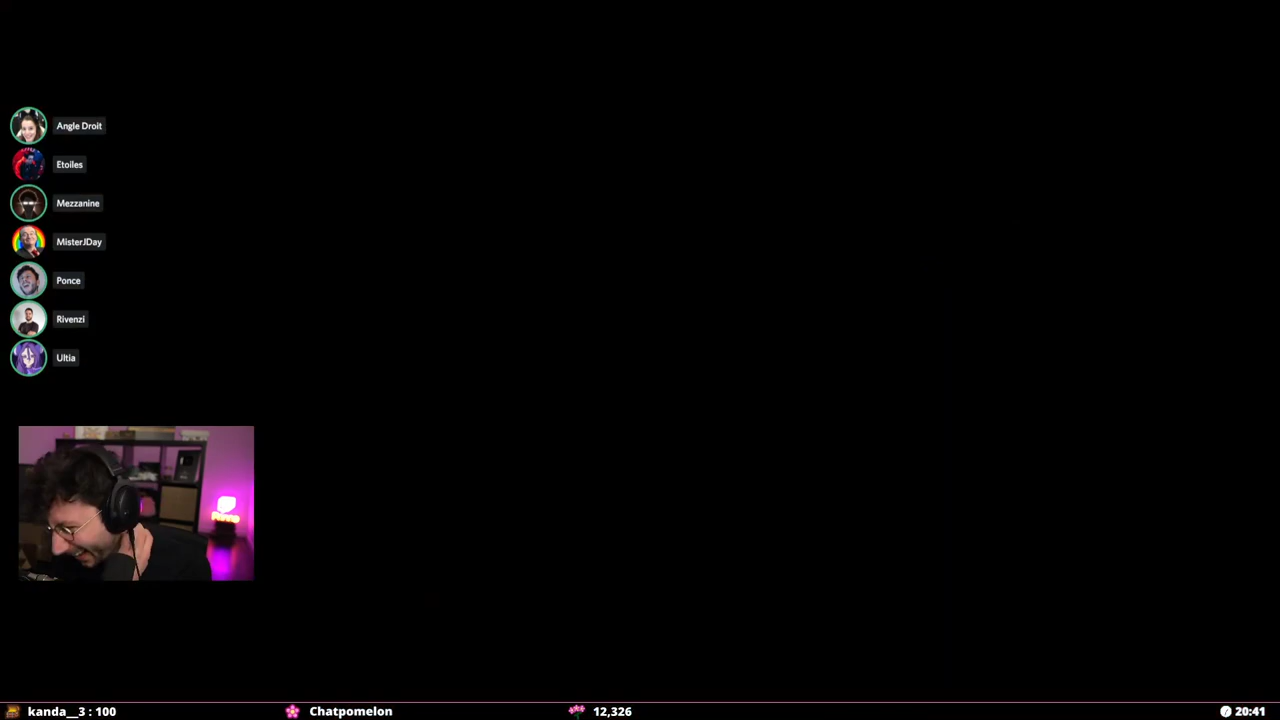 Angle Droit
Etoiles
Mezzanine
MisterJDay
Ponce
Rivenzi
Ultia
kanda__3 : 100
Chatpomelon
12,326
20:41